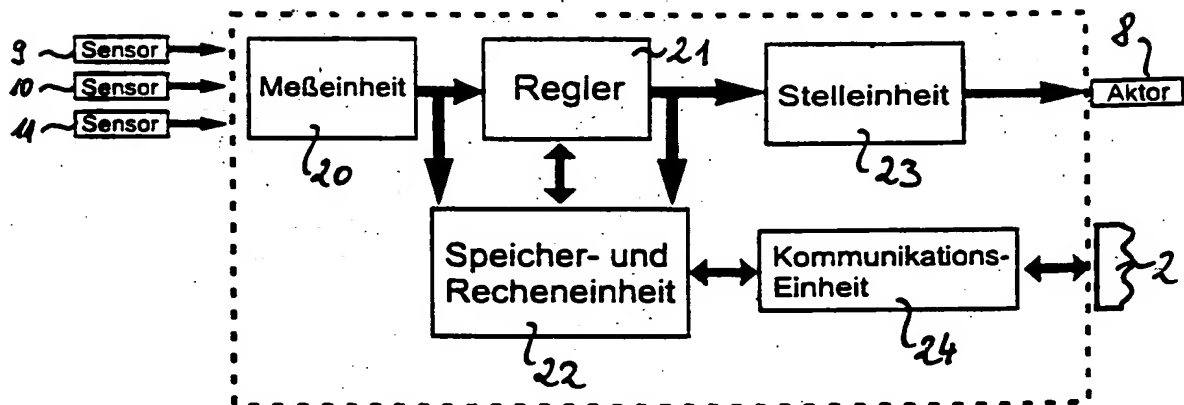 9 Sensor
10 Sensor
11 Sensor
Meßeinheit
20
Regler
21
Stelleinheit
23
8
Aktor
Speicher- und
Recheneinheit
22
Kommunikations-
Einheit
24
2